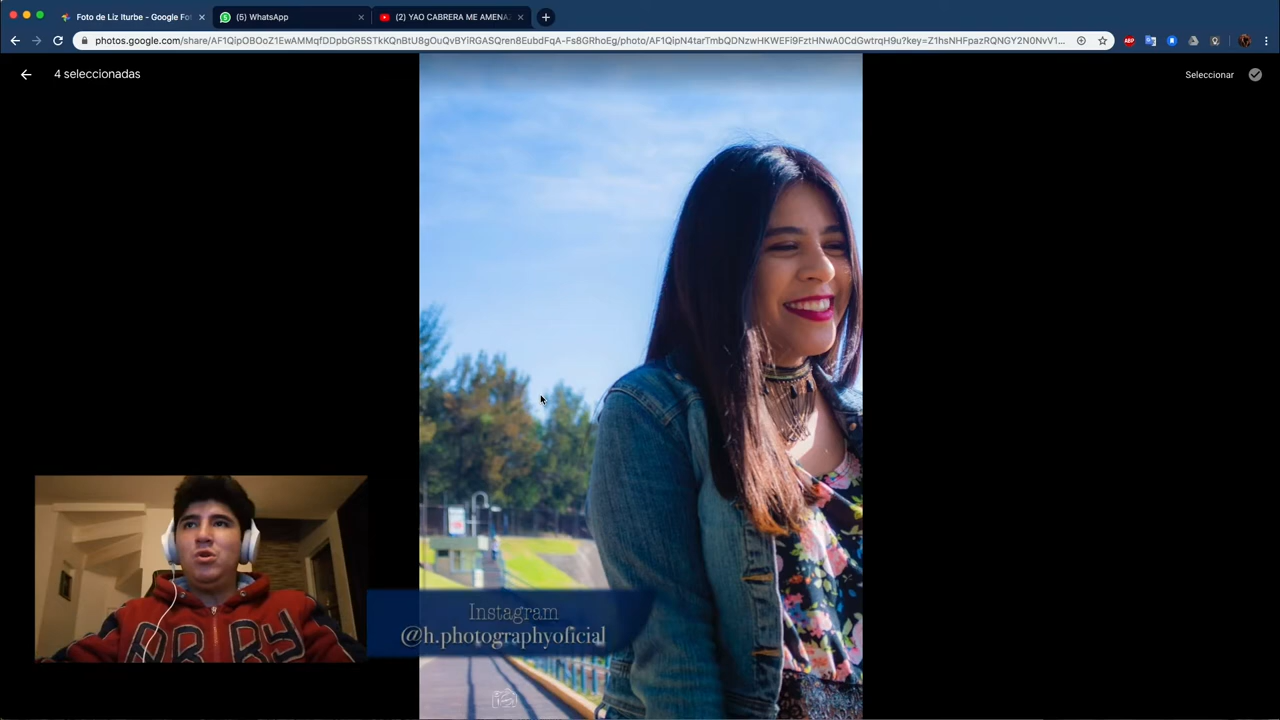 Foto de Liz Iturbe - Google Fo
(5) WhatsApp
(2) YAO CABRERA ME AMENA
photos.google.com/share/AF1QipOBOoZ1EwAMMqfDDpbGR5STkKQnBtU8gOuQvBYiRGASQren8EubdFqA-Fs8GRhoEg/photo/AF1QipN4tarTmbQDNzwHKWEFi9FztHNwA0CdGwtrqH9u?key=Z1hsNHFpazRQNGY2N0NvV1...
ABP
4 seleccionadas
Seleccionar
Instagram
@h.photographyoficial